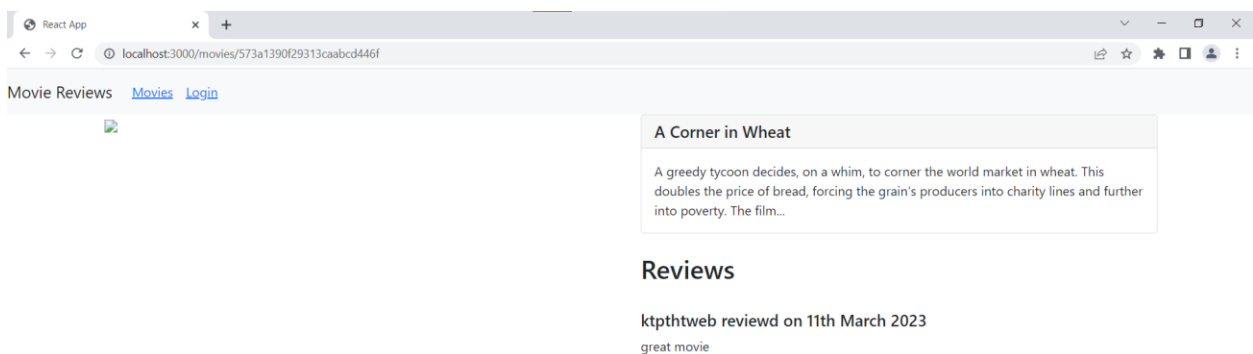 React App
localhost:3000/movies/573a1390f29313caabcd446f
Movie Reviews Movies Login
A Corner in Wheat
A greedy tycoon decides, on a whim, to corner the world market in wheat. This
doubles the price of bread, forcing the grain's producers into charity lines and further
into poverty. The film...
Reviews
ktpthtweb reviewd on 11th March 2023
great movie